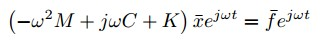 (−ω²M + jωC + K) x̄e^{jωt} = f̄e^{jωt}